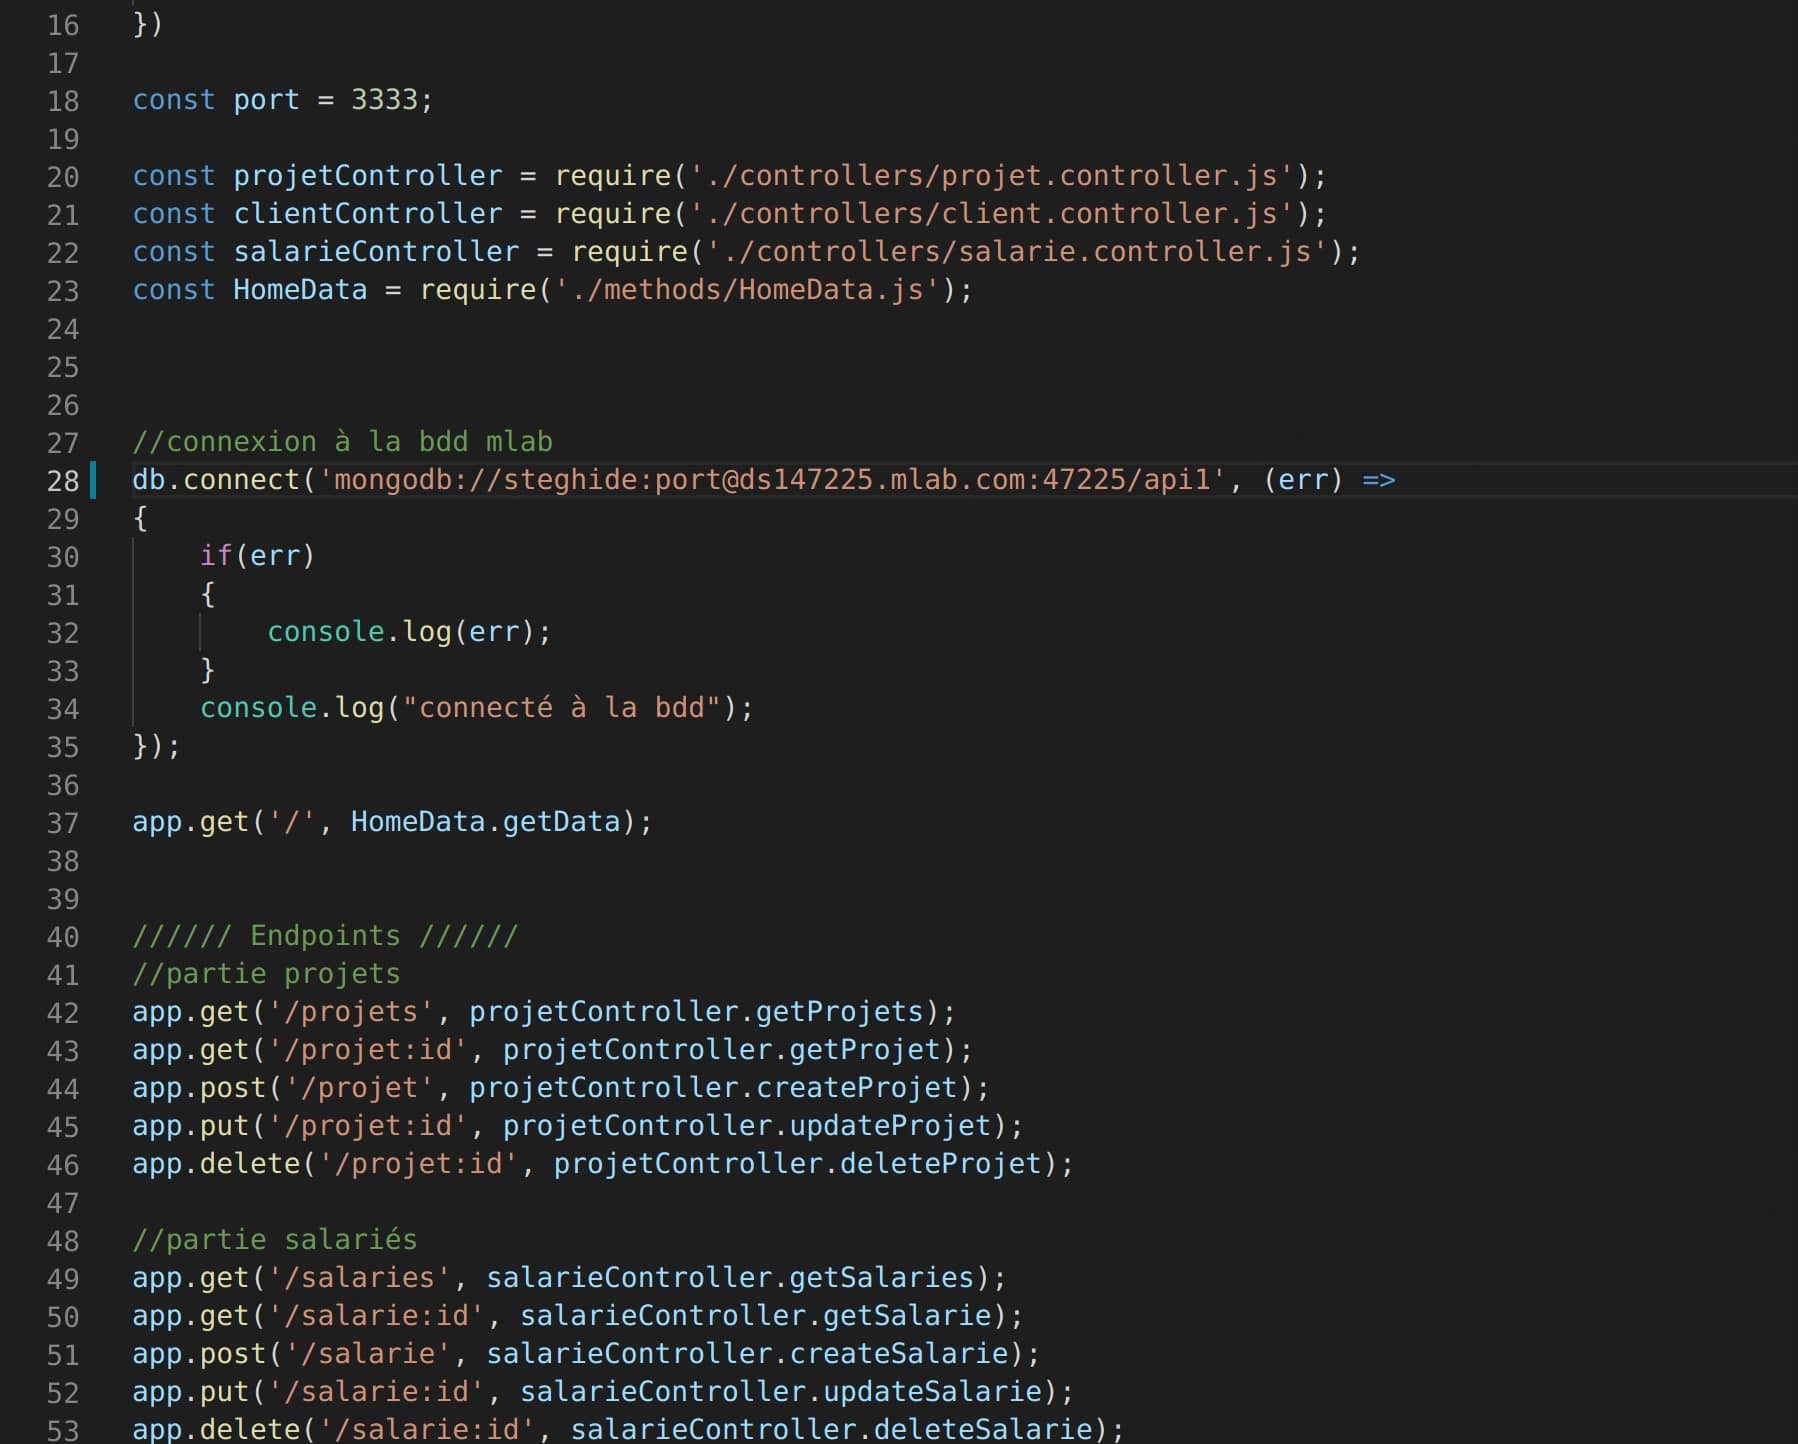 16 })
17
18 const port = 3333;
19
20 const projetController = require('./controllers/projet.controller.js');
21 const clientController = require('./controllers/client.controller.js');
22 const salarieController = require('./controllers/salarie.controller.js');
23 const HomeData = require('./methods/HomeData.js');
24
25
26
27 //connexion à la bdd mlab
28 db.connect('mongodb://steghide:port@ds147225.mlab.com:47225/api1', (err) =>
29 {
30     if(err)
31     {
32         console.log(err);
33     }
34     console.log("connecté à la bdd");
35 });
36
37 app.get('/', HomeData.getData);
38
39
40 ////// Endpoints //////
41 //partie projets
42 app.get('/projets', projetController.getProjets);
43 app.get('/projet:id', projetController.getProjet);
44 app.post('/projet', projetController.createProjet);
45 app.put('/projet:id', projetController.updateProjet);
46 app.delete('/projet:id', projetController.deleteProjet);
47
48 //partie salariés
49 app.get('/salaries', salarieController.getSalaries);
50 app.get('/salarie:id', salarieController.getSalarie);
51 app.post('/salarie', salarieController.createSalarie);
52 app.put('/salarie:id', salarieController.updateSalarie);
53 app.delete('/salarie:id', salarieController.deleteSalarie);